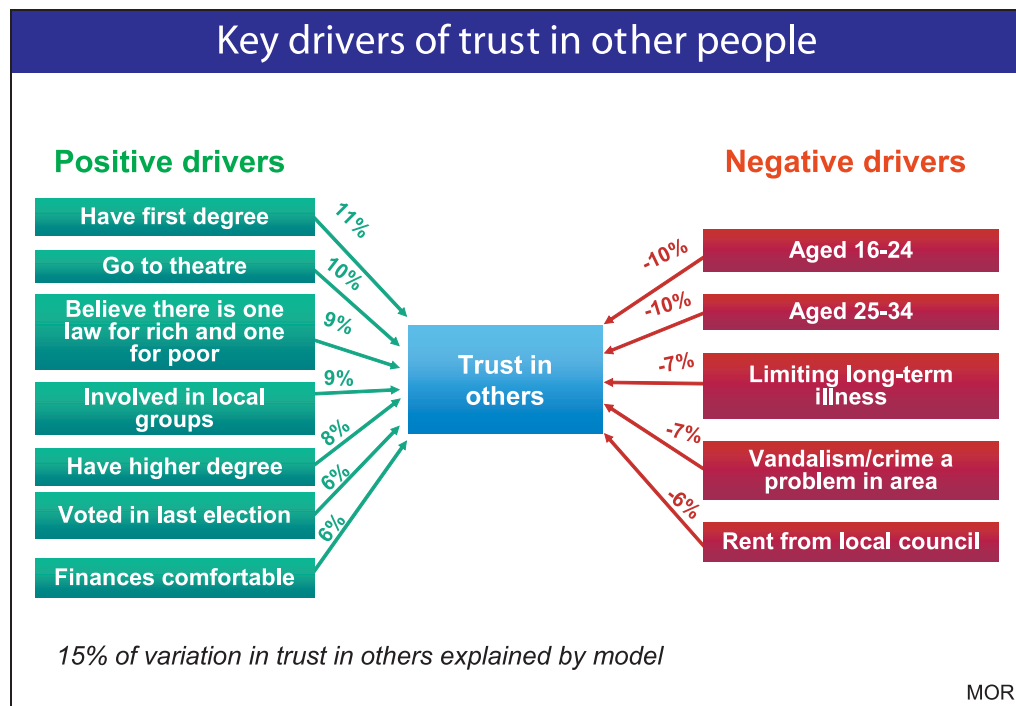 Key drivers of trust in other people
Positive drivers
Negative drivers
Have first degree
Go to theatre
Believe there is one
law for rich and one
for poor
Involved in local
groups
Have higher degree
Voted in last election
Finances comfortable
11%
10%
9%
9%
8%
6%
6%
Trust in
others
-10%
-10%
-7%
-7%
-6%
Aged 16-24
Aged 25-34
Limiting long-term
illness
Vandalism/crime a
problem in area
Rent from local council
15% of variation in trust in others explained by model
MOR